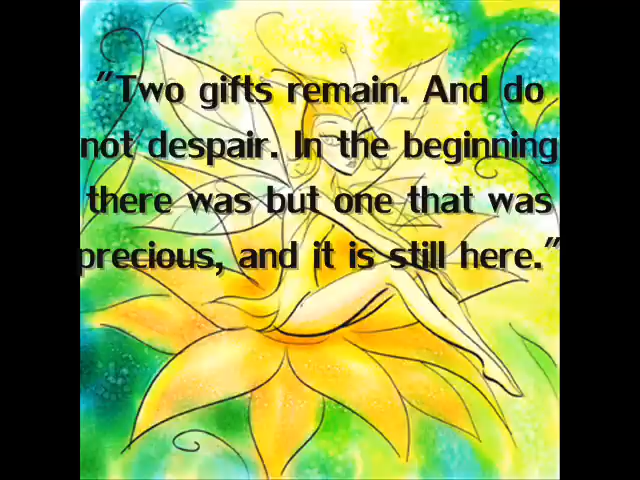 "Two gifts remain. And do
not despair. In the beginning
there was but one that was
precious, and it is still here."